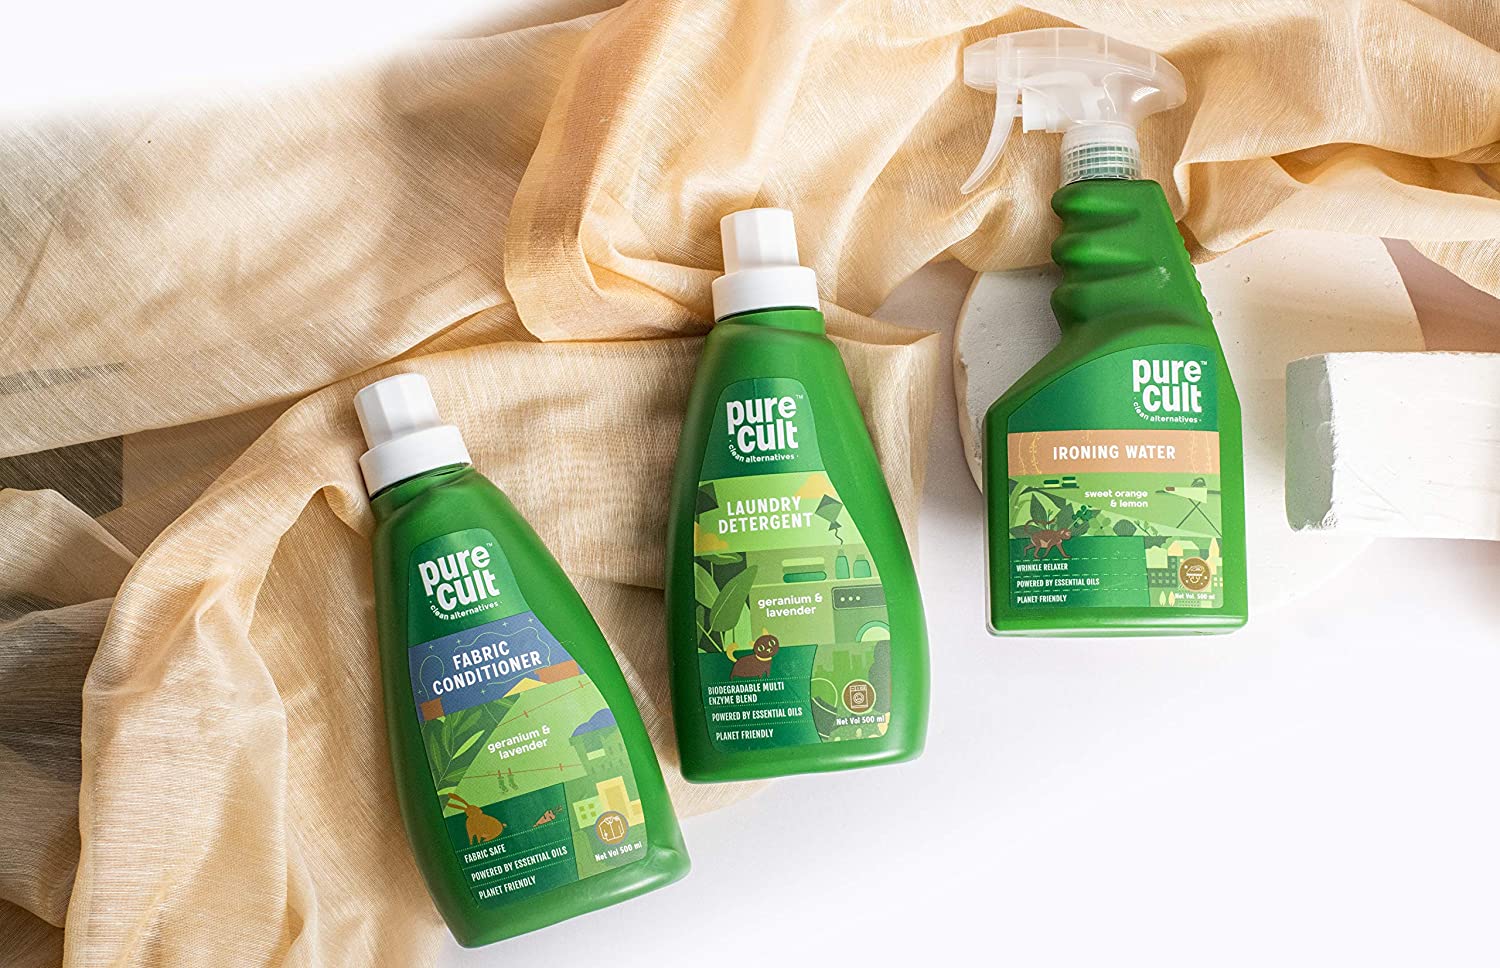 pure
cult
TM
· clean alternatives ·
FABRIC
CONDITIONER
geranium &
lavender
FABRIC SAFE
POWERED BY ESSENTIAL OILS
PLANET FRIENDLY
Net Vol 500 ml
pure
cult
TM
· clean alternatives ·
LAUNDRY
DETERGENT
geranium &
lavender
BIODEGRADABLE MULTI
ENZYME BLEND
POWERED BY ESSENTIAL OILS
PLANET FRIENDLY
Net Vol 500 ml
pure
cult
TM
· clean alternatives ·
IRONING WATER
sweet orange
& lemon
WRINKLE RELAXER
POWERED BY ESSENTIAL OILS
PLANET FRIENDLY
Net Vol. 500 ml